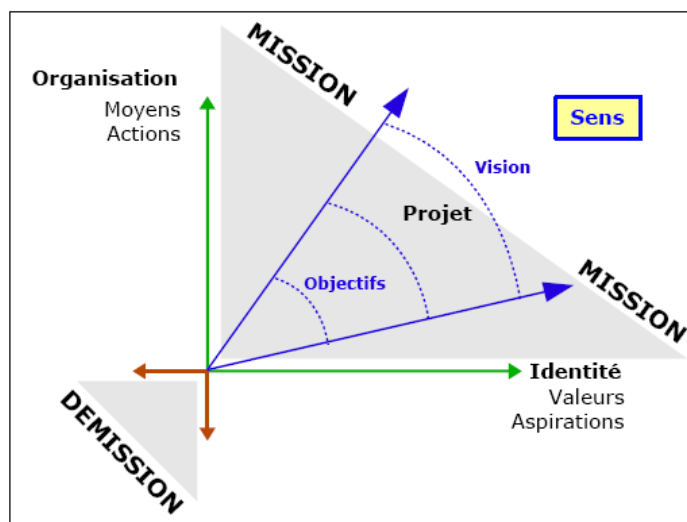 MISSION
Organisation
Moyens
Actions
Sens
Vision
Projet
Objectifs
MISSION
Identité
Valeurs
Aspirations
DEMISSION